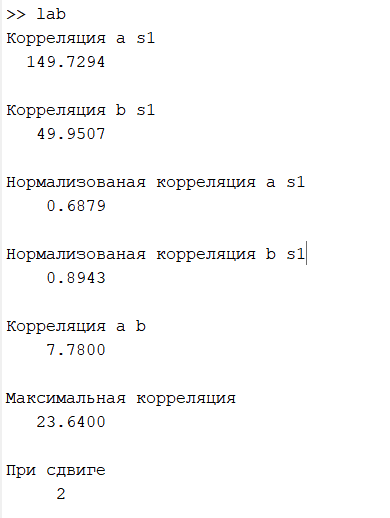 >> lab
Корреляция a s1
149.7294
Корреляция b s1
49.9507
Нормализованая корреляция a s1
0.6879
Нормализованая корреляция b s1
0.8943
Корреляция a b
7.7800
Максимальная корреляция
23.6400
При сдвиге
2